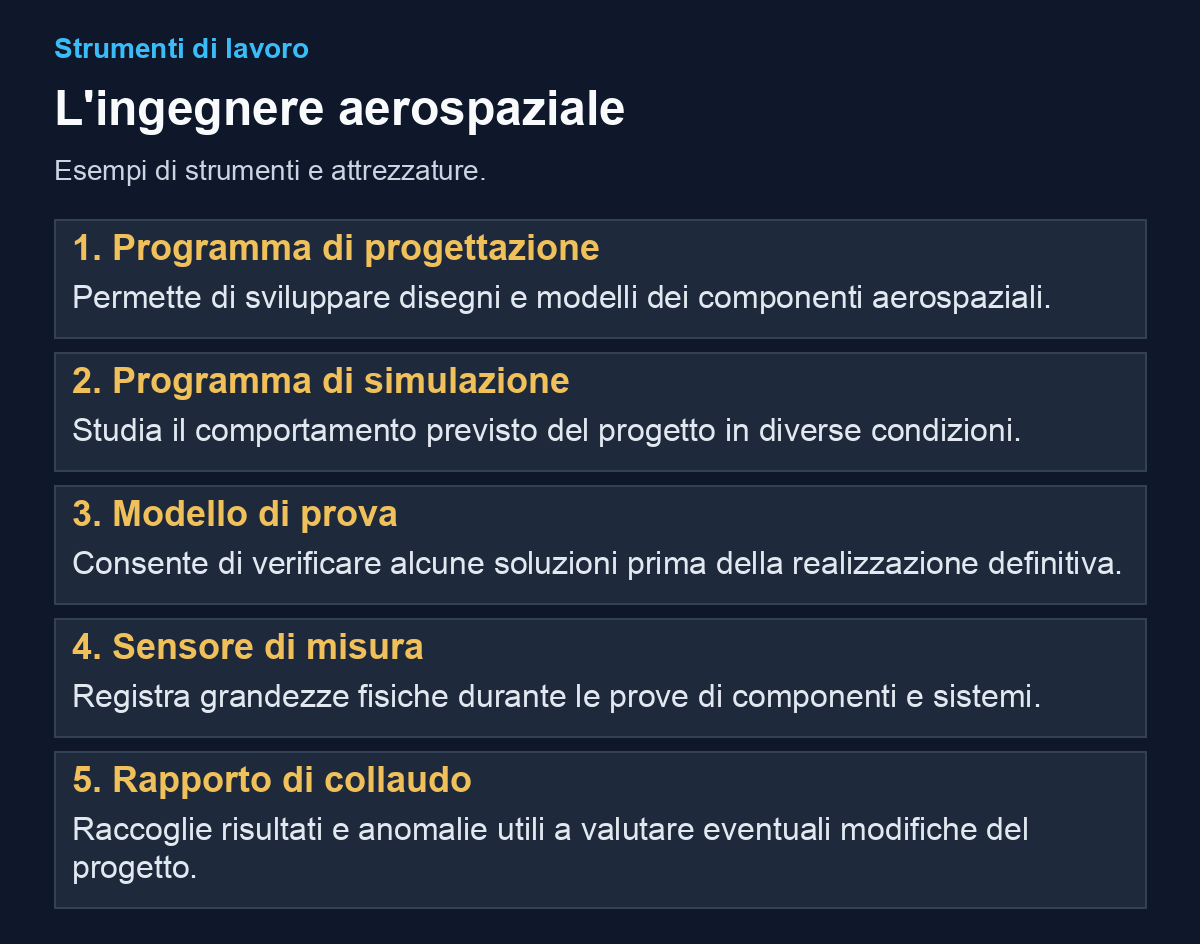 Strumenti di lavoro
L'ingegnere aerospaziale
Esempi di strumenti e attrezzature.
1. Programma di progettazione
Permette di sviluppare disegni e modelli dei componenti aerospaziali.
2. Programma di simulazione
Studia il comportamento previsto del progetto in diverse condizioni.
3. Modello di prova
Consente di verificare alcune soluzioni prima della realizzazione definitiva.
4. Sensore di misura
Registra grandezze fisiche durante le prove di componenti e sistemi.
5. Rapporto di collaudo
Raccoglie risultati e anomalie utili a valutare eventuali modifiche del
progetto.